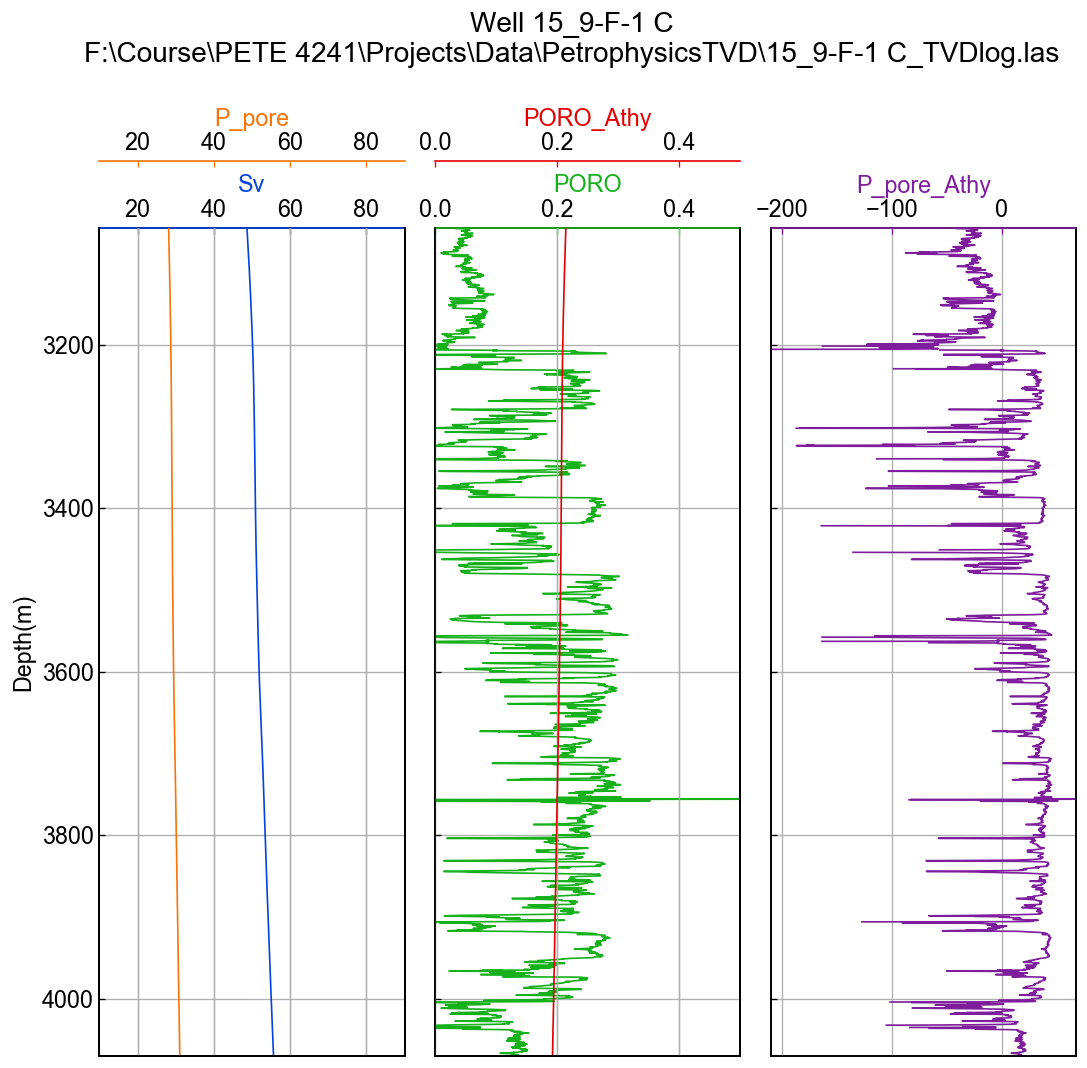 Well 15_9-F-1 C
F:\Course\PETE 4241\Projects\Data\PetrophysicsTVD\15_9-F-1 C_TVDlog.las
P_pore
20 40 60 80
Sv
20 40 60 80
PORO_Athy
0.0 0.2 0.4
PORO
0.0 0.2 0.4
P_pore_Athy
−200 −100 0
Depth(m)
3200
3400
3600
3800
4000